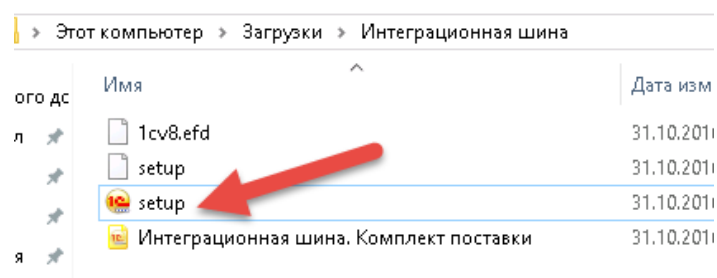 Этот компьютер > Загрузки > Интеграционная шина
Имя
Дата изм
ого дс
л
1cv8.efd
31.10.201
setup
31.10.201
setup
31.10.201
Интеграционная шина. Комплект поставки
31.10.201
я